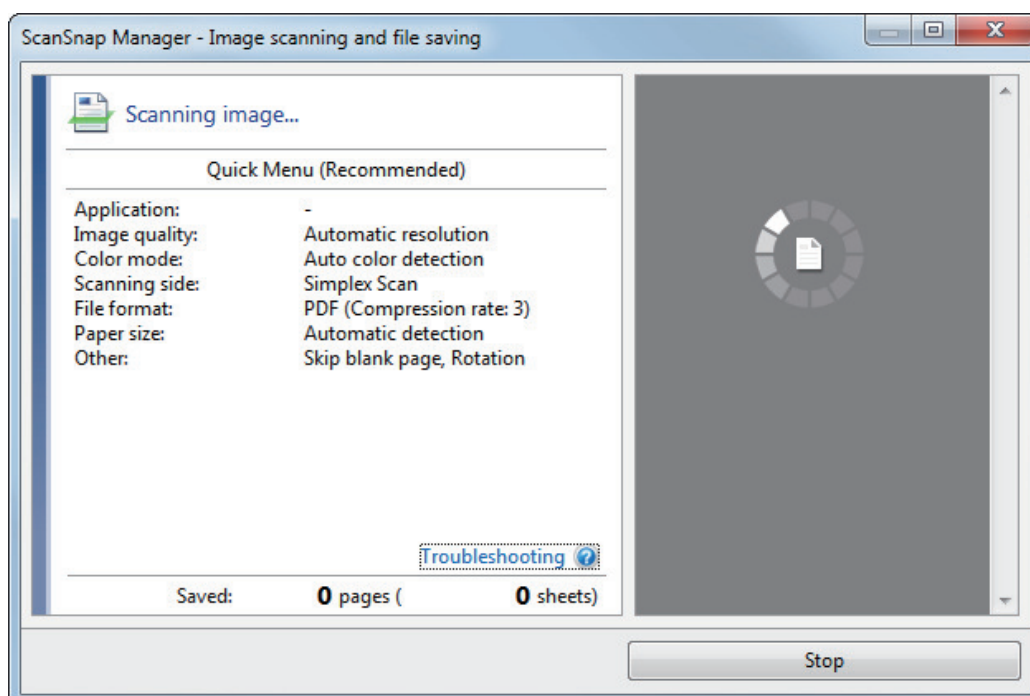 ScanSnap Manager - Image scanning and file saving
Scanning image...
Quick Menu (Recommended)
Application: -
Image quality: Automatic resolution
Color mode: Auto color detection
Scanning side: Simplex Scan
File format: PDF (Compression rate: 3)
Paper size: Automatic detection
Other: Skip blank page, Rotation
Troubleshooting ?
Saved: 0 pages ( 0 sheets)
Stop